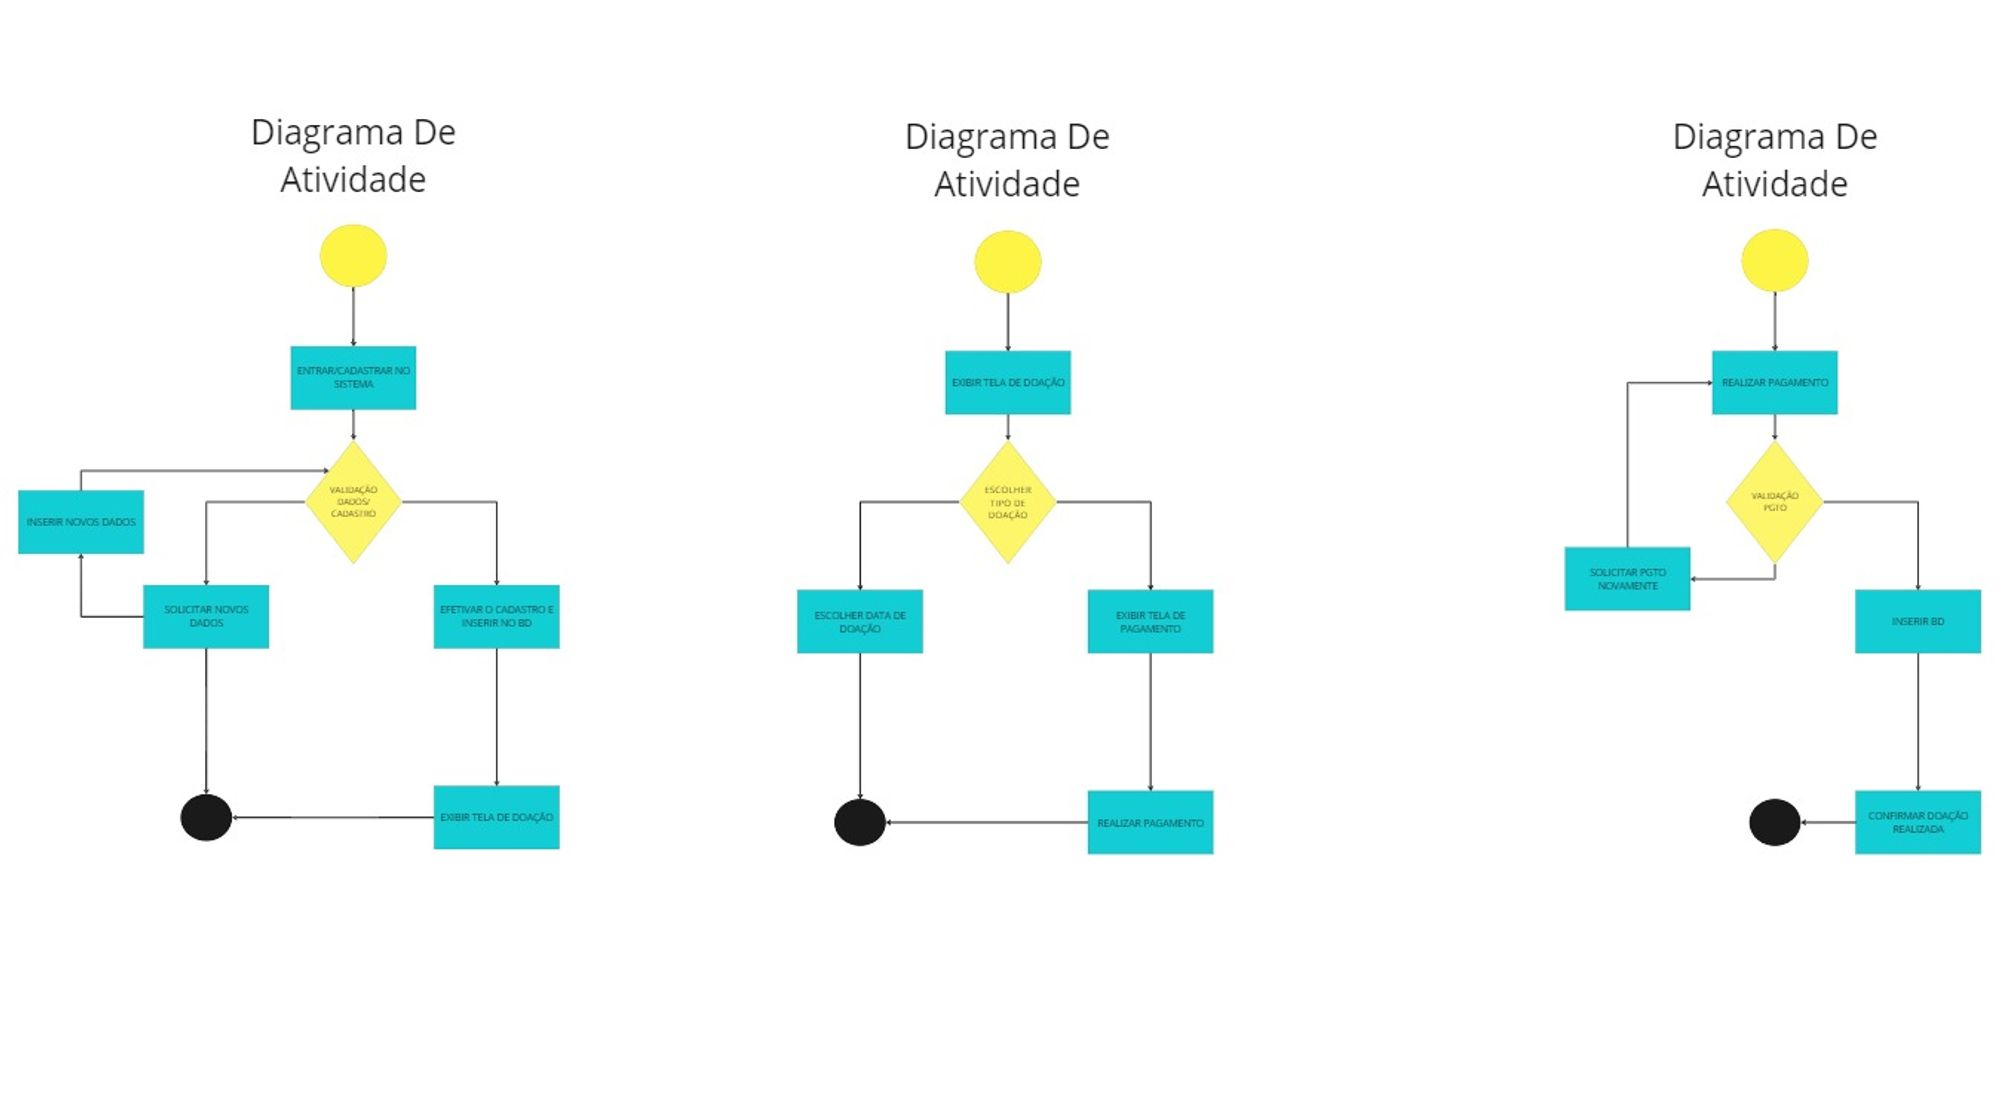 Diagrama De
Atividade
ENTRAR/CADASTRAR NO
SISTEMA
VALIDAÇÃO
DADOS/
CADASTRO
INSERIR NOVOS DADOS
SOLICITAR NOVOS
DADOS
EFETIVAR O CADASTRO E
INSERIR NO BD
EXIBIR TELA DE DOAÇÃO
Diagrama De
Atividade
EXIBIR TELA DE DOAÇÃO
ESCOLHER
TIPO DE
DOAÇÃO
ESCOLHER DATA DE
DOAÇÃO
EXIBIR TELA DE
PAGAMENTO
REALIZAR PAGAMENTO
Diagrama De
Atividade
REALIZAR PAGAMENTO
VALIDAÇÃO
PGTO
SOLICITAR PGTO
NOVAMENTE
INSERIR BD
CONFIRMAR DOAÇÃO
REALIZADA